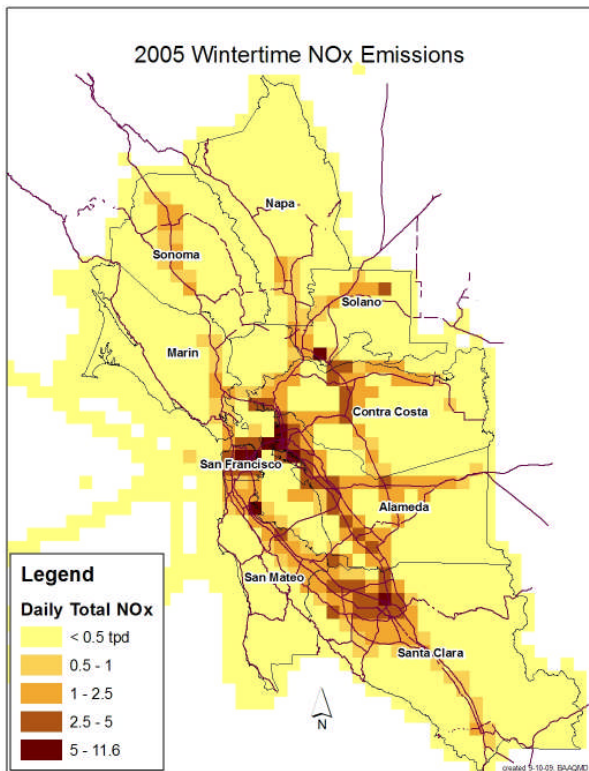 2005 Wintertime NOx Emissions
Napa
Sonoma
Solano
Marin
Contra Costa
San Francisco
Alameda
San Mateo
Santa Clara
Legend
Daily Total NOx
< 0.5 tpd
0.5 - 1
1 - 2.5
2.5 - 5
5 - 11.6
N
created 9-10-09, BAAQMD